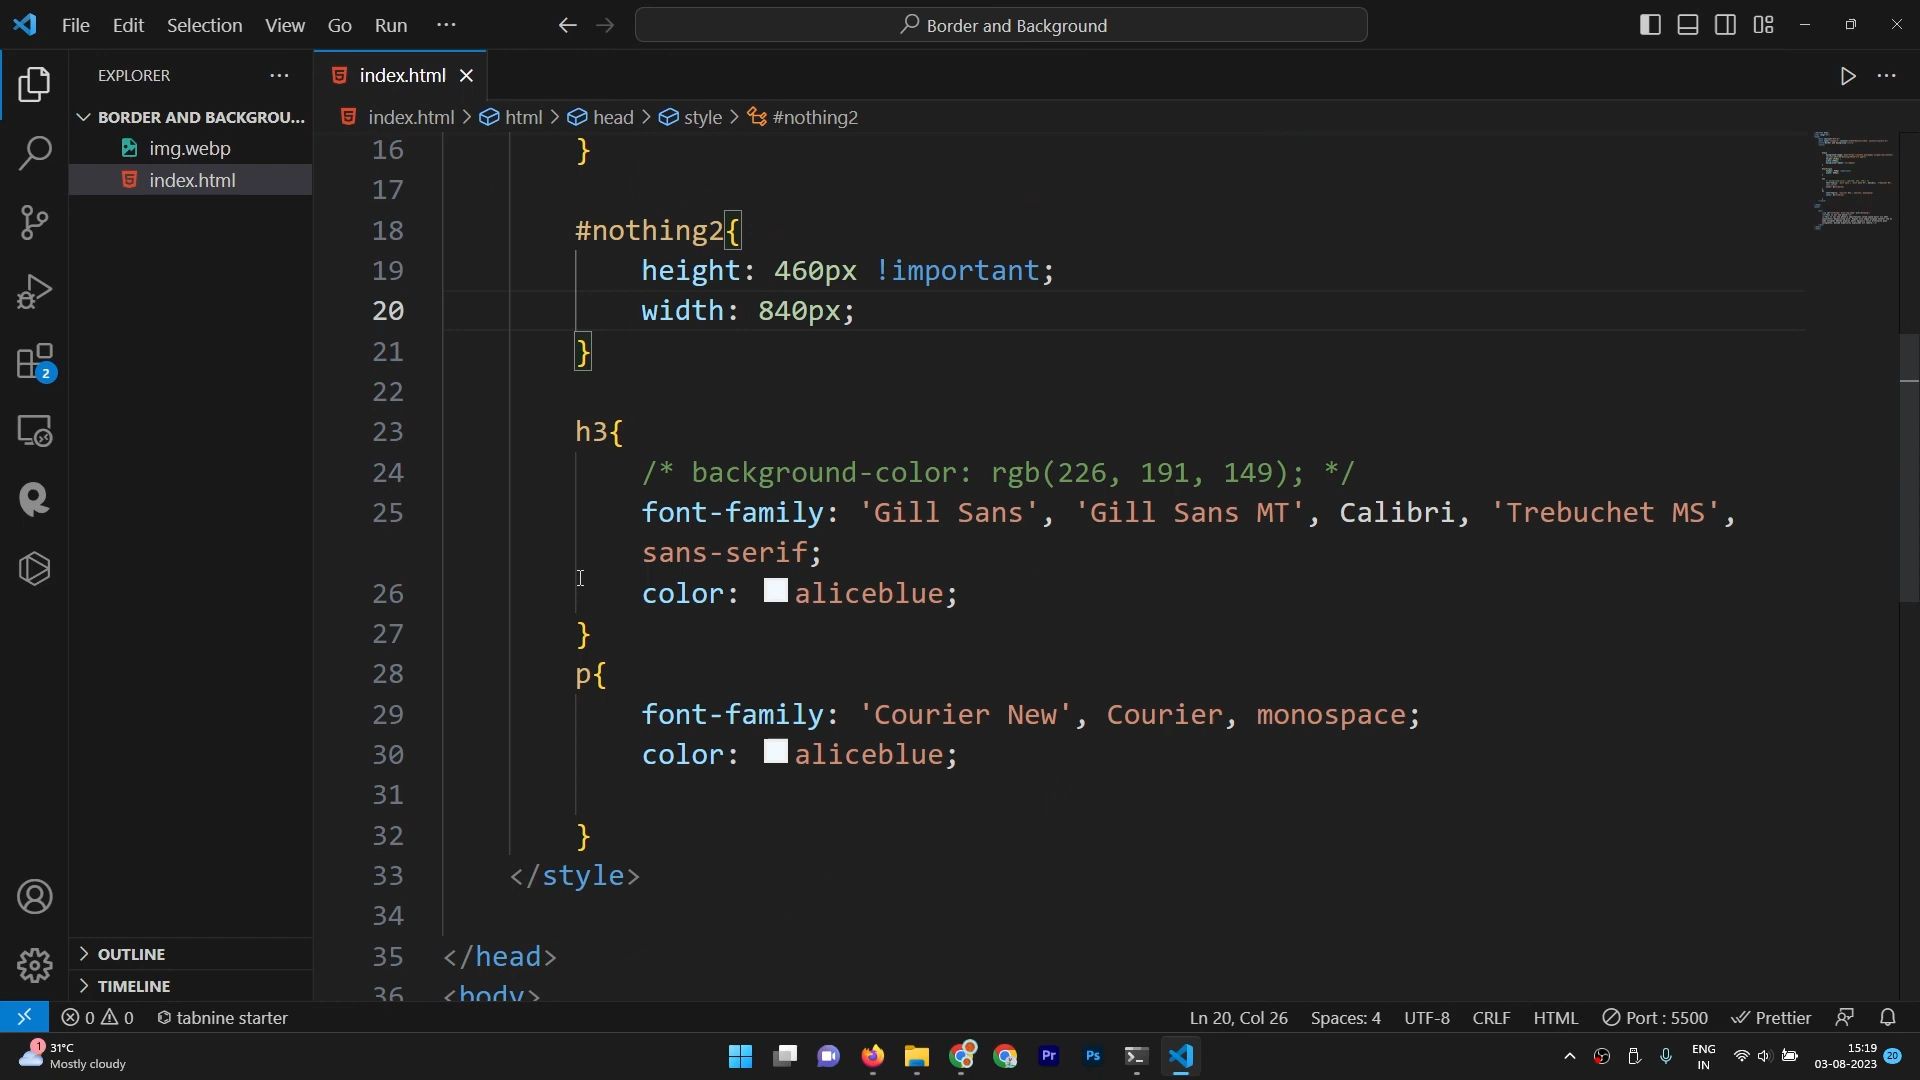 File Edit Selection View Go Run ···
Border and Background
EXPLORER ···
index.html
BORDER AND BACKGROU...
img.webp
index.html
index.html > html > head > style > #nothing2
16 }
17
18 #nothing2{
19 height: 460px !important;
20 width: 840px;
21 }
22
23 h3{
24 /* background-color: rgb(226, 191, 149); */
25 font-family: 'Gill Sans', 'Gill Sans MT', Calibri, 'Trebuchet MS',
sans-serif;
26 color: aliceblue;
27 }
28 p{
29 font-family: 'Courier New', Courier, monospace;
30 color: aliceblue;
31
32 }
33 </style>
34
35 </head>
36 <body>
2
OUTLINE
TIMELINE
0 0 tabnine starter
Ln 20, Col 26 Spaces: 4 UTF-8 CRLF HTML Port : 5500 Prettier
1
31°C
Mostly cloudy
Pr Ps
ENG
IN
15:19
03-08-2023
20